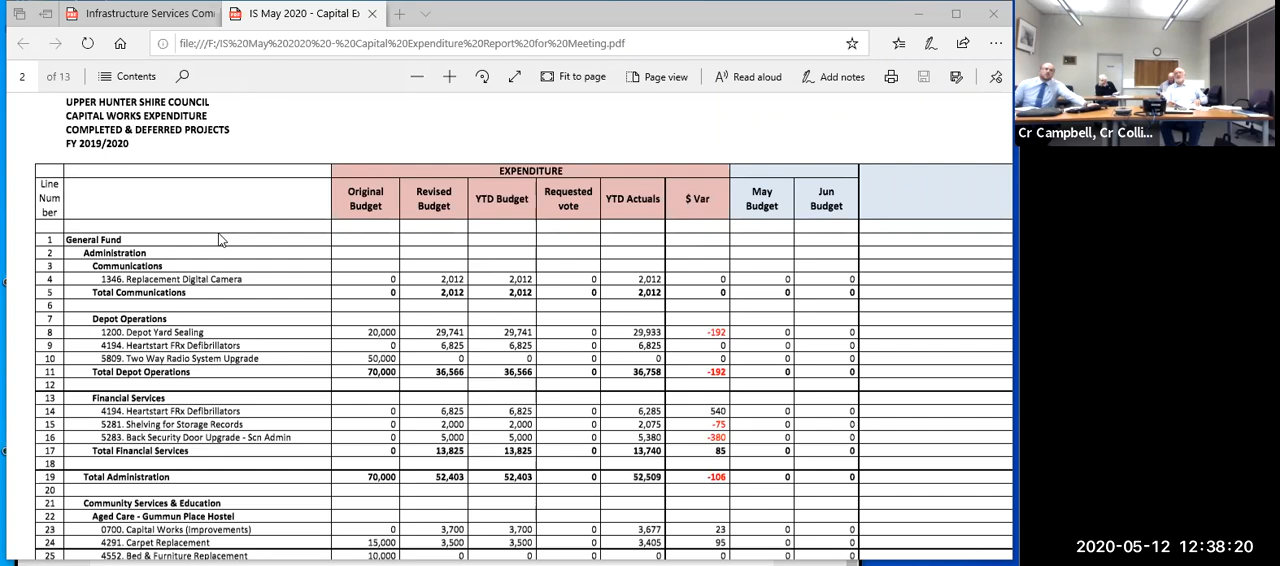 Infrastructure Services Com
IS May 2020 - Capital E
file:///F:/IS%20May%202020%20-%20Capital%20Expenditure%20Report%20for%20Meeting.pdf
2 of 13 Contents Fit to page Page view Read aloud Add notes
UPPER HUNTER SHIRE COUNCIL
CAPITAL WORKS EXPENDITURE
COMPLETED & DEFERRED PROJECTS
FY 2019/2020
EXPENDITURE
Line Num ber Original Budget Revised Budget YTD Budget Requested vote YTD Actuals $ Var May Budget Jun Budget
1 General Fund
2 Administration
3 Communications
4 1346. Replacement Digital Camera 0 2,012 2,012 0 2,012 0 0 0
5 Total Communications 0 2,012 2,012 0 2,012 0 0 0
6
7 Depot Operations
8 1200. Depot Yard Sealing 20,000 29,741 29,741 0 29,933 -192 0 0
9 4194. Heartstart FRx Defibrillators 0 6,825 6,825 0 6,825 0 0 0
10 5809. Two Way Radio System Upgrade 50,000 0 0 0 0 0 0 0
11 Total Depot Operations 70,000 36,566 36,566 0 36,758 -192 0 0
12
13 Financial Services
14 4194. Heartstart FRx Defibrillators 0 6,825 6,825 0 6,285 540 0 0
15 5281. Shelving for Storage Records 0 2,000 2,000 0 2,075 -75 0 0
16 5283. Back Security Door Upgrade - Scn Admin 0 5,000 5,000 0 5,380 -380 0 0
17 Total Financial Services 0 13,825 13,825 0 13,740 85 0 0
18
19 Total Administration 70,000 52,403 52,403 0 52,509 -106 0 0
20
21 Community Services & Education
22 Aged Care - Gummun Place Hostel
23 0700. Capital Works (Improvements) 0 3,700 3,700 0 3,677 23 0 0
24 4291. Carpet Replacement 15,000 3,500 3,500 0 3,405 95 0 0
25 4552. Bed & Furniture Replacement 10,000 0 0 0 0 0 0 0
Cr Campbell, Cr Colli...
2020-05-12 12:38:20